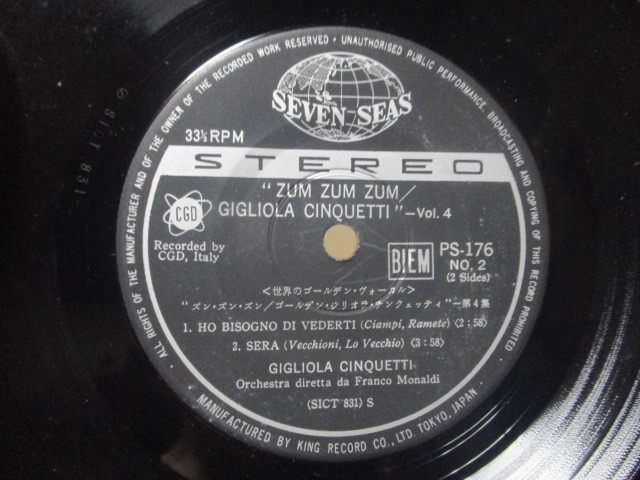 ALL RIGHTS OF THE MANUFACTURER AND OF THE OWNER OF THE RECORDED WORK RESERVED • UNAUTHORISED PUBLIC PERFORMANCE, BROADCASTING AND COPYING OF THIS RECORD PROHIBITED •
SEVEN SEAS
33⅓ RPM
STEREO
"ZUM ZUM ZUM/
GIGLIOLA CINQUETTI"—Vol. 4
CGD
Recorded by
CGD, Italy
BIEM
PS-176
NO. 2
(2 Sides)
<世界のゴールデン・ヴォーカル>
"ズン・ズン・ズン/ゴールデン・ジリオラ・チンクェッティ"—第4集
1. HO BISOGNO DI VEDERTI (Ciampi, Ramete) <2:58>
2. SERA (Vecchioni, Lo Vecchio) <3:58>
GIGLIOLA CINQUETTI
Orchestra diretta da Franco Monaldi
(SICT 831) S
MANUFACTURED BY KING RECORD CO., LTD. TOKYO, JAPAN •
SICT 831